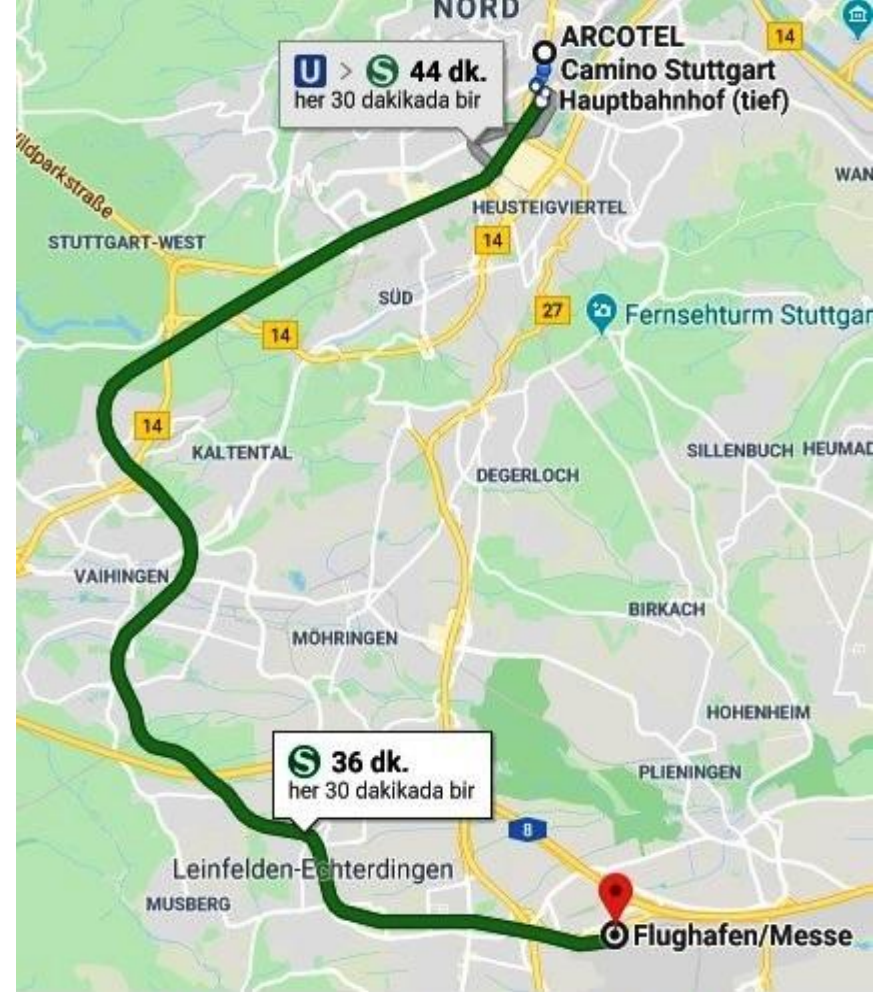 NORD
14
ARCOTEL
Camino Stuttgart
Hauptbahnhof (tief)
U > S 44 dk.
her 30 dakikada bir
ildparkstraße
WAN
HEUSTEIGVIERTEL
STUTTGART-WEST
14
SÜD
27
Fernsehturm Stuttgar
14
14
KALTENTAL
SILLENBUCH
HEUMAD
DEGERLOCH
VAIHINGEN
BIRKACH
MÖHRINGEN
HOHENHEIM
S 36 dk.
her 30 dakikada bir
PLIENINGEN
8
Leinfelden-Echterdingen
MUSBERG
Flughafen/Messe